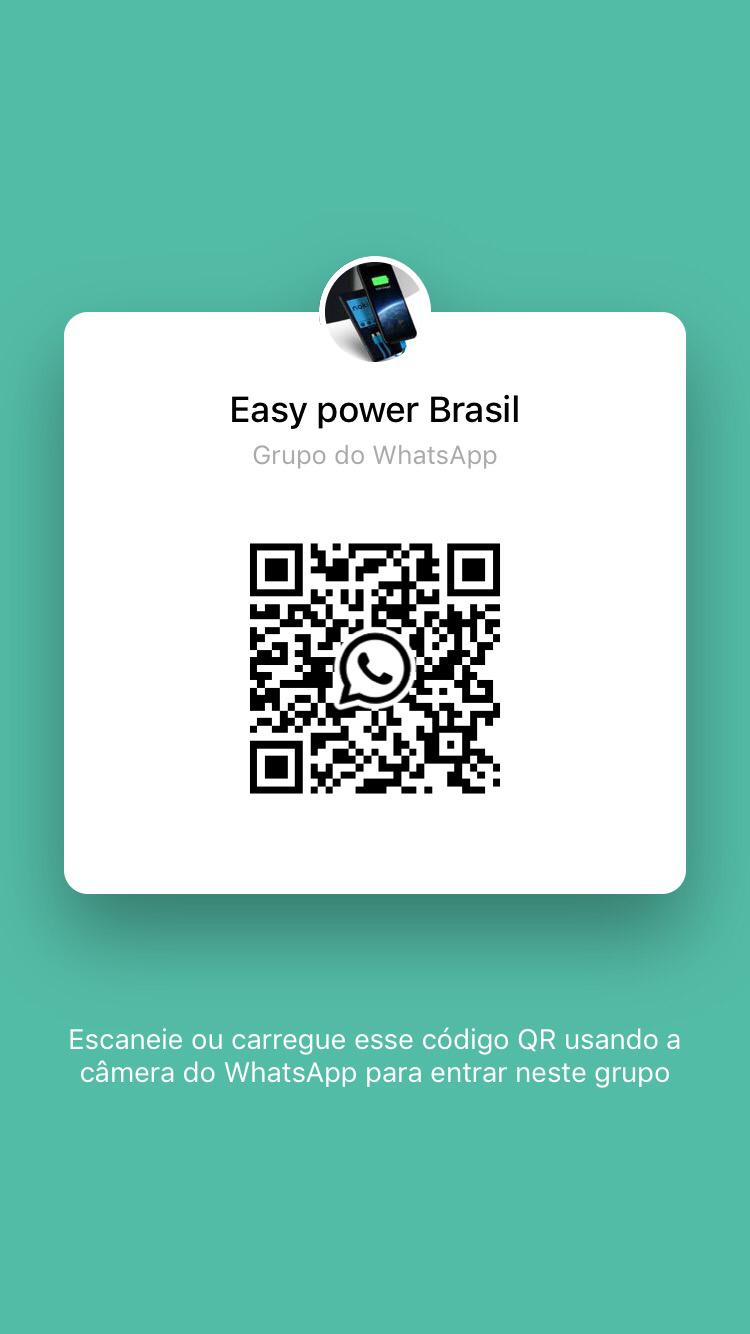 Easy power Brasil
Grupo do WhatsApp
Escaneie ou carregue esse código QR usando a
câmera do WhatsApp para entrar neste grupo